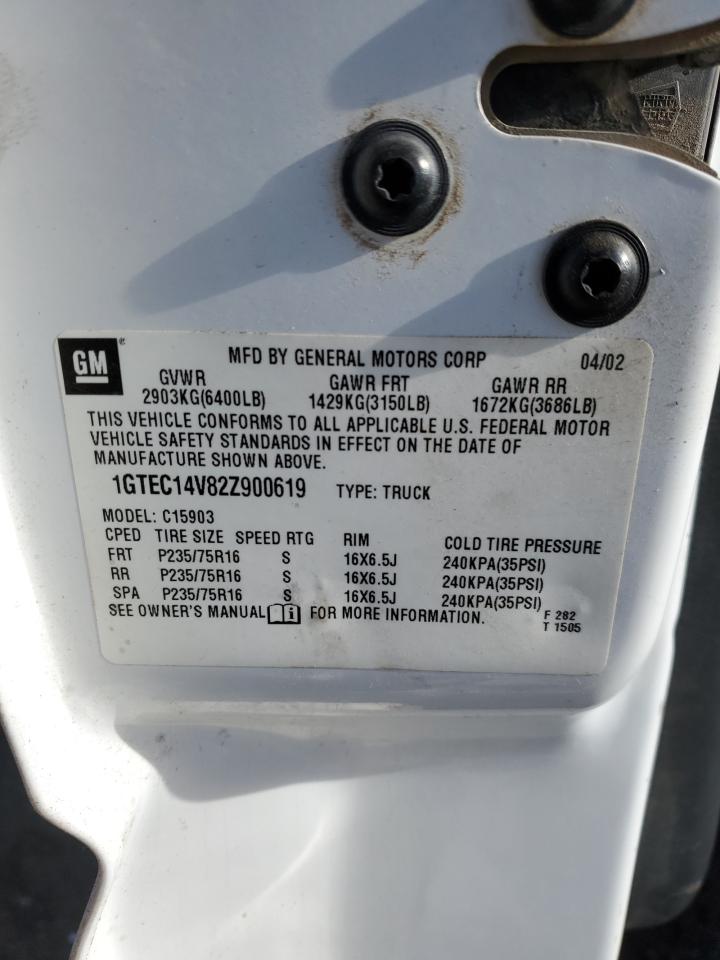 GM
MFD BY GENERAL MOTORS CORP 04/02
GVWR GAWR FRT GAWR RR
2903KG(6400LB) 1429KG(3150LB) 1672KG(3686LB)
THIS VEHICLE CONFORMS TO ALL APPLICABLE U.S. FEDERAL MOTOR
VEHICLE SAFETY STANDARDS IN EFFECT ON THE DATE OF
MANUFACTURE SHOWN ABOVE.
1GTEC14V82Z900619 TYPE: TRUCK
MODEL: C15903
CPED TIRE SIZE SPEED RTG RIM COLD TIRE PRESSURE
FRT P235/75R16 S 16X6.5J 240KPA(35PSI)
RR P235/75R16 S 16X6.5J 240KPA(35PSI)
SPA P235/75R16 S 16X6.5J 240KPA(35PSI)
SEE OWNER'S MANUAL FOR MORE INFORMATION.
F 282
T 1505